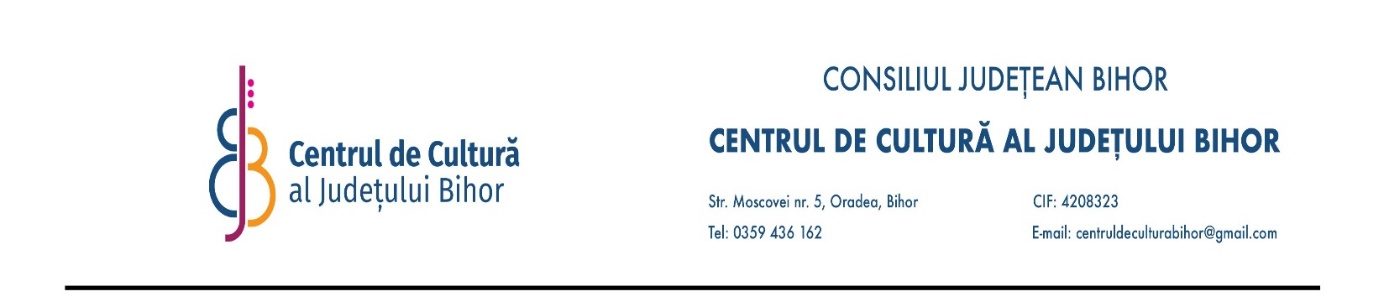 Centrul de Cultură
al Județului Bihor
CONSILIUL JUDEȚEAN BIHOR
CENTRUL DE CULTURĂ AL JUDEȚULUI BIHOR
Str. Moscovei nr. 5, Oradea, Bihor
CIF: 4208323
Tel: 0359 436 162
E-mail: centruldeculturabihor@gmail.com